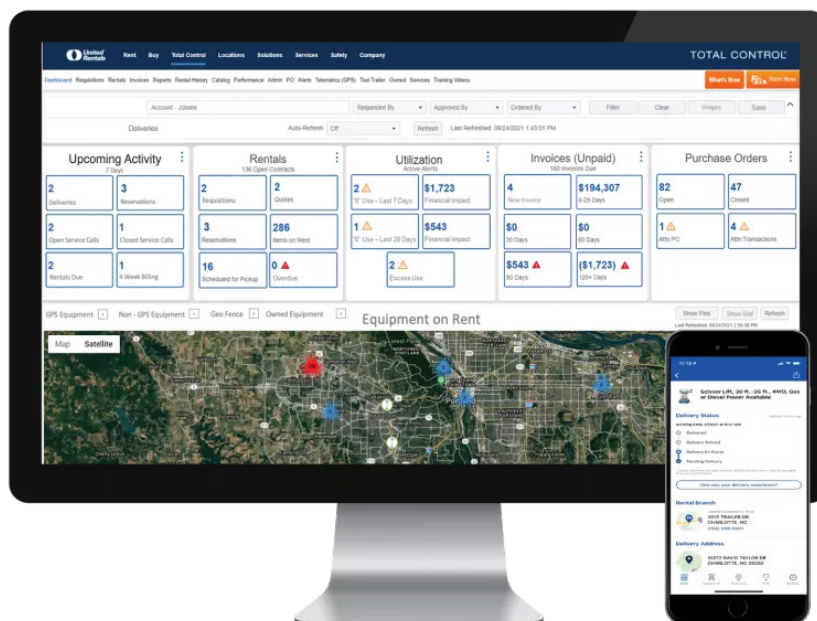 United Rentals
Rent Buy Total Control Locations Solutions Services Safety Company
TOTAL CONTROL
Dashboard Requisitions Rentals Invoices Reports Rental History Catalog Performance Admin PO Alerts Telematics (GPS) Tool Trailer Owned Services Training Videos
What's New
Rent Now
Account - Jobsite
Requested By
Approved By
Ordered By
Filter
Clear
Widgets
Save
Deliveries
Auto-Refresh Off
Refresh
Last Refreshed: 08/24/2021 1:43:01 PM
Upcoming Activity
7 Days
2
Deliveries
3
Reservations
2
Open Service Calls
1
Closed Service Calls
2
Rentals Due
1
4 Week Billing
Rentals
136 Open Contracts
2
Requisitions
2
Quotes
3
Reservations
286
Items on Rent
16
Scheduled for Pickup
0
Overdue
Utilization
Active Alerts
2
"0" Use – Last 7 Days
$1,723
Financial Impact
1
"0" Use – Last 28 Days
$543
Financial Impact
2
Excess Use
Invoices (Unpaid)
160 Invoices Due
4
New Invoice
$194,307
0-29 Days
$0
30 Days
$0
60 Days
$543
90 Days
($1,723)
120+ Days
Purchase Orders
82
Open
47
Closed
1
Attn PO
4
Attn Transactions
GPS Equipment
Non - GPS Equipment
Geo Fence
Owned Equipment
Equipment on Rent
Show Pins
Show Grid
Refresh
Map
Satellite
Portland
Scissor Lift, 30 ft. -35 ft., 4WD, Gas
or Diesel Power Available
Delivery Status
Delivered
Delivery Arrived
Delivery En Route
Pending Delivery
How was your delivery experience?
Rental Branch
TRAILER DR
CHARLOTTE, NC
Delivery Address
DAVID TAYLOR DR
CHARLOTTE, NC